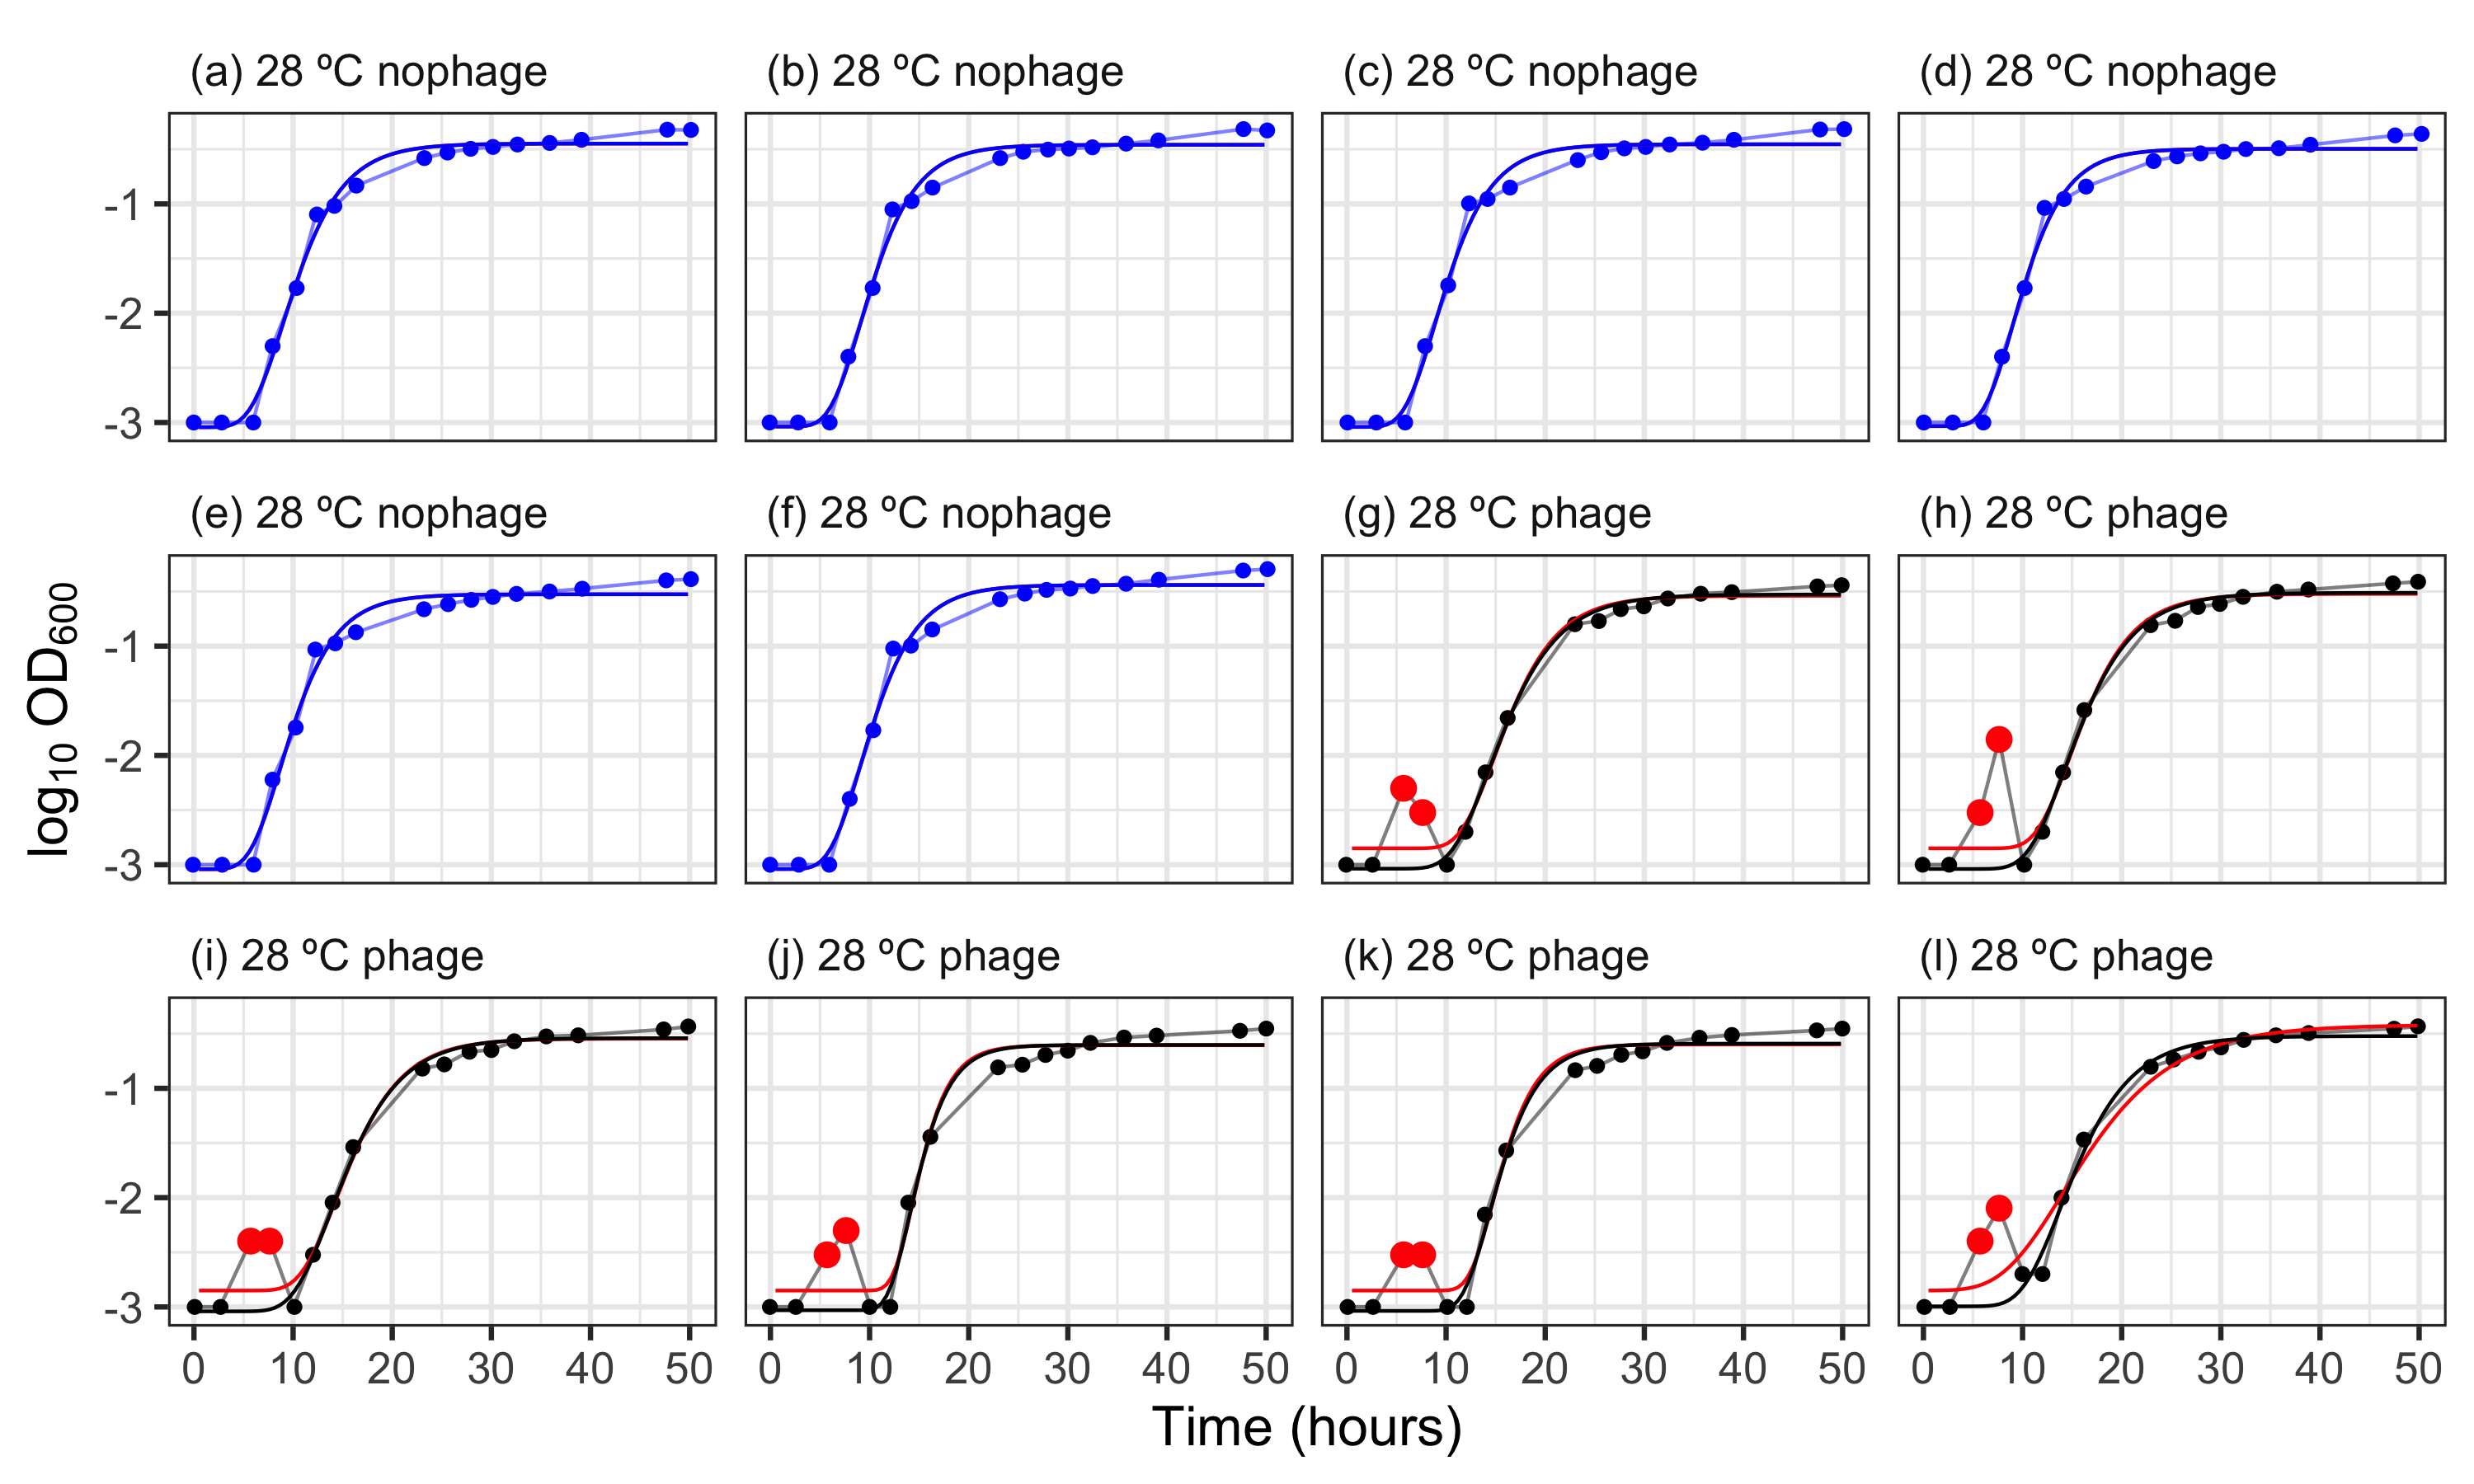 (a) 28 ºC nophage
(b) 28 ºC nophage
(c) 28 ºC nophage
(d) 28 ºC nophage
-1
-2
-3
(e) 28 ºC nophage
(f) 28 ºC nophage
(g) 28 ºC phage
(h) 28 ºC phage
log10 OD600
-1
-2
-3
(i) 28 ºC phage
(j) 28 ºC phage
(k) 28 ºC phage
(l) 28 ºC phage
-1
-2
-3
0 10 20 30 40 50
0 10 20 30 40 50
0 10 20 30 40 50
0 10 20 30 40 50
Time (hours)